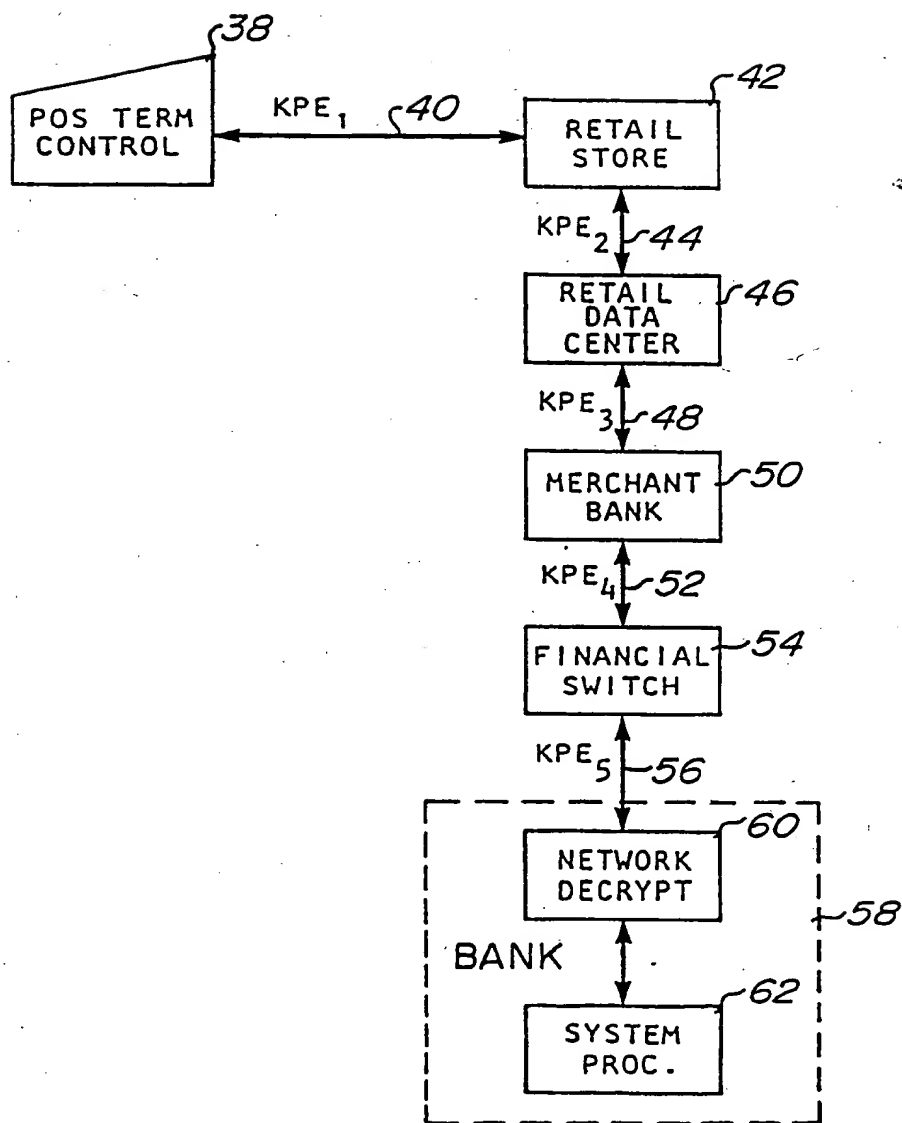 38
POS TERM
CONTROL
KPE1
40
42
RETAIL
STORE
KPE2
44
RETAIL
DATA
CENTER
46
KPE3
48
MERCHANT
BANK
50
KPE4
52
FINANCIAL
SWITCH
54
KPE5
56
60
NETWORK
DECRYPT
58
BANK
62
SYSTEM
PROC.